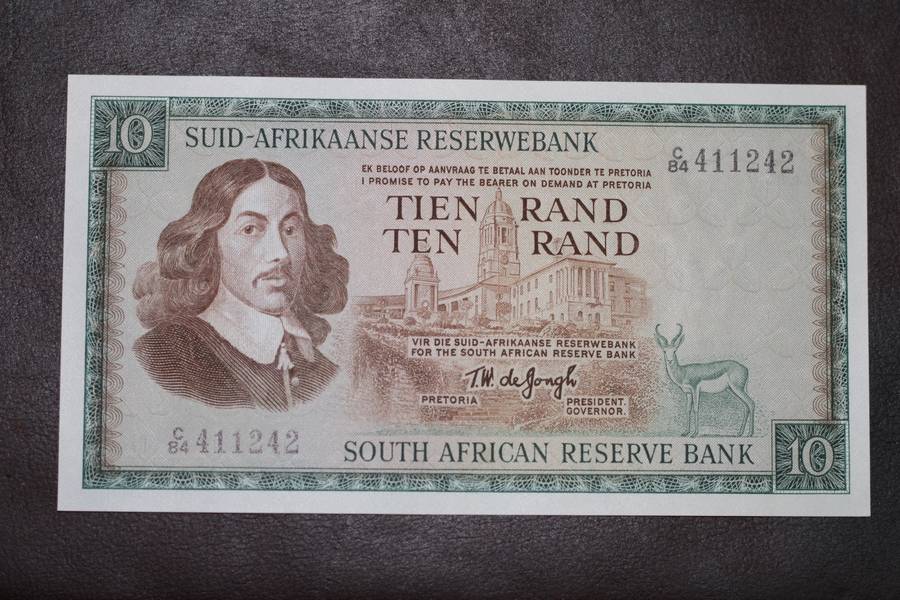 10
SUID-AFRIKAANSE RESERWEBANK
C/84 411242
EK BELOOF OP AANVRAAG TE BETAAL AAN TOONDER TE PRETORIA
I PROMISE TO PAY THE BEARER ON DEMAND AT PRETORIA
TIEN RAND
TEN RAND
VIR DIE SUID-AFRIKAANSE RESERWEBANK
FOR THE SOUTH AFRICAN RESERVE BANK
T.W. de Jongh
PRETORIA
PRESIDENT.
GOVERNOR.
C/84 411242
SOUTH AFRICAN RESERVE BANK
10